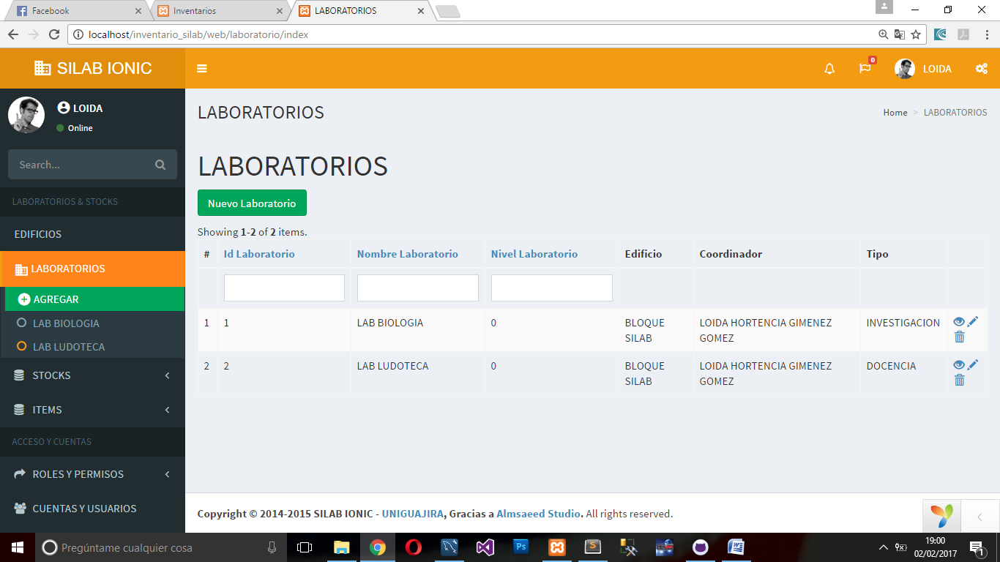 Facebook
Inventarios
LABORATORIOS
localhost/inventario_silab/web/laboratorio/index
SILAB IONIC
0
LOIDA
LOIDA
Online
Search...
LABORATORIOS & STOCKS
EDIFICIOS
LABORATORIOS
AGREGAR
LAB BIOLOGIA
LAB LUDOTECA
STOCKS
ITEMS
ACCESO Y CUENTAS
ROLES Y PERMISOS
CUENTAS Y USUARIOS
LABORATORIOS
Home > LABORATORIOS
LABORATORIOS
Nuevo Laboratorio
Showing 1-2 of 2 items.
# Id Laboratorio Nombre Laboratorio Nivel Laboratorio Edificio Coordinador Tipo
1 1 LAB BIOLOGIA 0 BLOQUE SILAB LOIDA HORTENCIA GIMENEZ GOMEZ INVESTIGACION
2 2 LAB LUDOTECA 0 BLOQUE SILAB LOIDA HORTENCIA GIMENEZ GOMEZ DOCENCIA
Copyright © 2014-2015 SILAB IONIC - UNIGUAJIRA, Gracias a Almsaeed Studio. All rights reserved.
Pregúntame cualquier cosa
Ps
S
W
19:00
02/02/2017
1